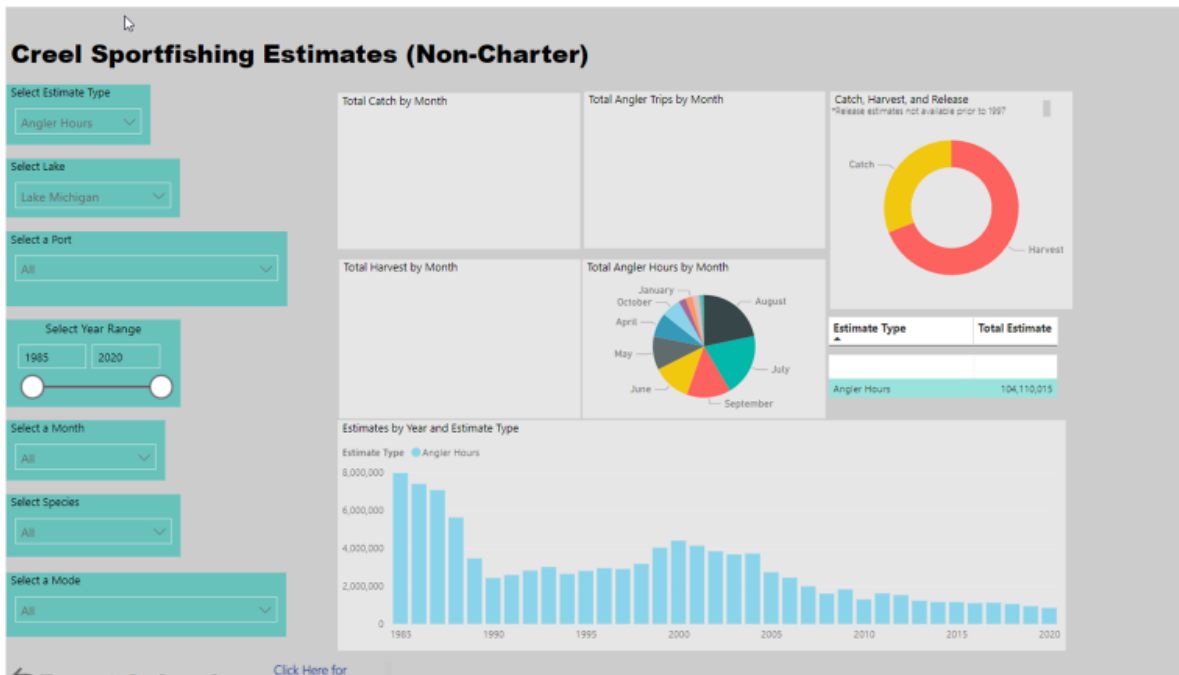 Creel Sportfishing Estimates (Non-Charter)
Select Estimate Type
Angler Hours
Select Lake
Lake Michigan
Select a Port
All
Select Year Range
1985
2020
Select a Month
All
Select Species
All
Select a Mode
All
Total Catch by Month
Total Angler Trips by Month
Catch, Harvest, and Release
*Release estimates not available prior to 1997
Catch
Harvest
Total Harvest by Month
Total Angler Hours by Month
January
October
April
May
June
August
July
September
Estimate Type
Total Estimate
Angler Hours
104,110,015
Estimates by Year and Estimate Type
Estimate Type
Angler Hours
8,000,000
6,000,000
4,000,000
2,000,000
0
1985
1990
1995
2000
2005
2010
2015
2020
Click Here for